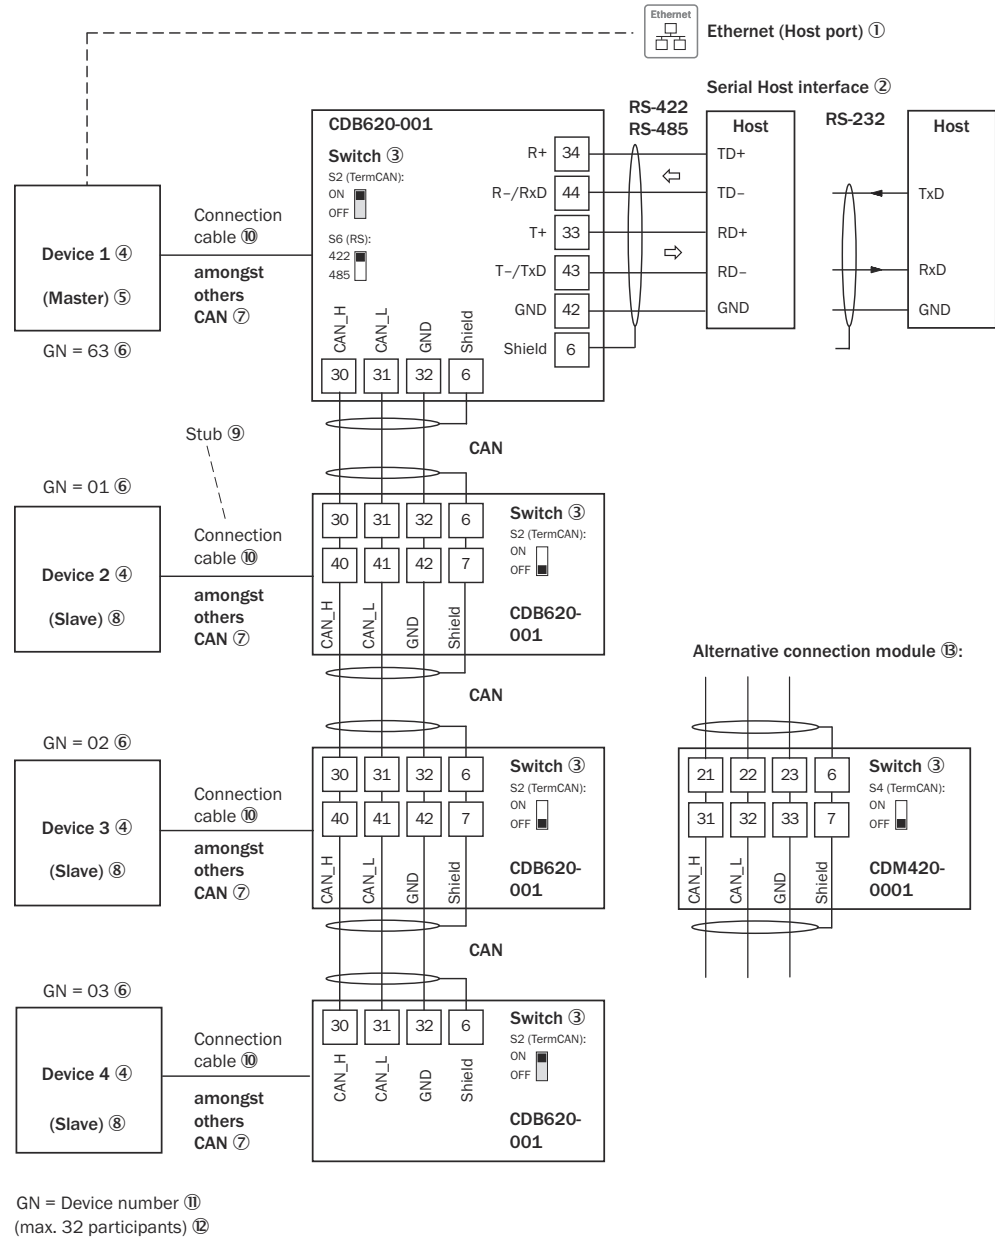 Ethernet
Ethernet (Host port) ①
Serial Host interface ②
RS-422
RS-485
RS-232
CDB620-001
Switch ③
S2 (TermCAN):
ON
OFF
S6 (RS):
422
485
R+ 34
R–/RxD 44
T+ 33
T–/TxD 43
GND 42
Shield 6
Host
TD+
TD–
RD+
RD–
GND
Host
TxD
RxD
GND
Device 1 ④
(Master) ⑤
GN = 63 ⑥
Connection
cable ⑩
amongst
others
CAN ⑦
CAN_H CAN_L GND Shield
30 31 32 6
CAN
Stub ⑨
GN = 01 ⑥
Device 2 ④
(Slave) ⑧
Connection
cable ⑩
amongst
others
CAN ⑦
30 31 32 6
40 41 42 7
CAN_H CAN_L GND Shield
Switch ③
S2 (TermCAN):
ON
OFF
CDB620-
001
CAN
GN = 02 ⑥
Device 3 ④
(Slave) ⑧
Connection
cable ⑩
amongst
others
CAN ⑦
30 31 32 6
40 41 42 7
CAN_H CAN_L GND Shield
Switch ③
S2 (TermCAN):
ON
OFF
CDB620-
001
CAN
Alternative connection module ⑬:
21 22 23 6
31 32 33 7
CAN_H CAN_L GND Shield
Switch ③
S4 (TermCAN):
ON
OFF
CDM420-
0001
GN = 03 ⑥
Device 4 ④
(Slave) ⑧
Connection
cable ⑩
amongst
others
CAN ⑦
30 31 32 6
CAN_H CAN_L GND Shield
Switch ③
S2 (TermCAN):
ON
OFF
CDB620-
001
GN = Device number ⑪
(max. 32 participants) ⑫